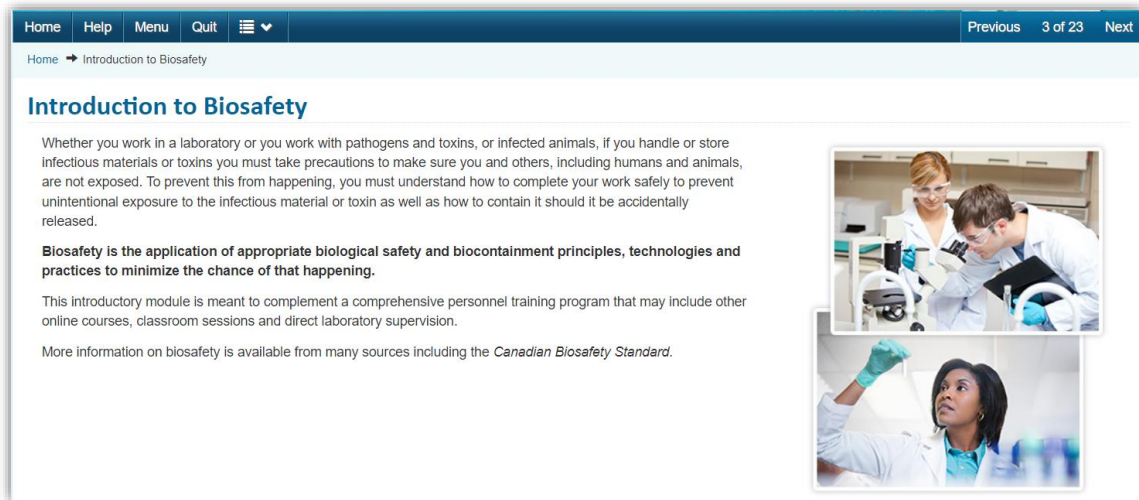 Home Help Menu Quit
Previous 3 of 23 Next
Home Introduction to Biosafety
Introduction to Biosafety
Whether you work in a laboratory or you work with pathogens and toxins, or infected animals, if you handle or store
infectious materials or toxins you must take precautions to make sure you and others, including humans and animals,
are not exposed. To prevent this from happening, you must understand how to complete your work safely to prevent
unintentional exposure to the infectious material or toxin as well as how to contain it should it be accidentally
released.
Biosafety is the application of appropriate biological safety and biocontainment principles, technologies and
practices to minimize the chance of that happening.
This introductory module is meant to complement a comprehensive personnel training program that may include other
online courses, classroom sessions and direct laboratory supervision.
More information on biosafety is available from many sources including the Canadian Biosafety Standard.